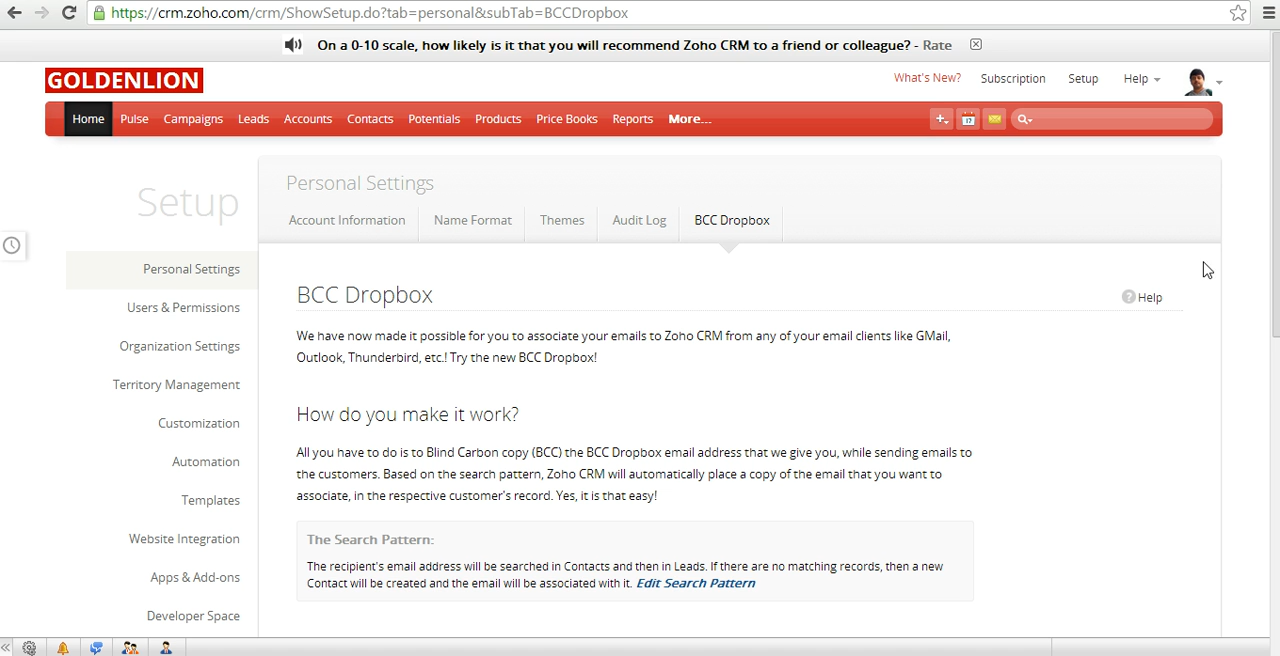 https://crm.zoho.com/crm/ShowSetup.do?tab=personal&subTab=BCCDropbox
On a 0-10 scale, how likely is it that you will recommend Zoho CRM to a friend or colleague? - Rate
GOLDENLION
What's New? Subscription Setup Help
Home Pulse Campaigns Leads Accounts Contacts Potentials Products Price Books Reports More...
17
Setup
Personal Settings
Account Information Name Format Themes Audit Log BCC Dropbox
Personal Settings
Users & Permissions
Organization Settings
Territory Management
Customization
Automation
Templates
Website Integration
Apps & Add-ons
Developer Space
BCC Dropbox
Help
We have now made it possible for you to associate your emails to Zoho CRM from any of your email clients like GMail,
Outlook, Thunderbird, etc.! Try the new BCC Dropbox!
How do you make it work?
All you have to do is to Blind Carbon copy (BCC) the BCC Dropbox email address that we give you, while sending emails to
the customers. Based on the search pattern, Zoho CRM will automatically place a copy of the email that you want to
associate, in the respective customer's record. Yes, it is that easy!
The Search Pattern:
The recipient's email address will be searched in Contacts and then in Leads. If there are no matching records, then a new
Contact will be created and the email will be associated with it. Edit Search Pattern